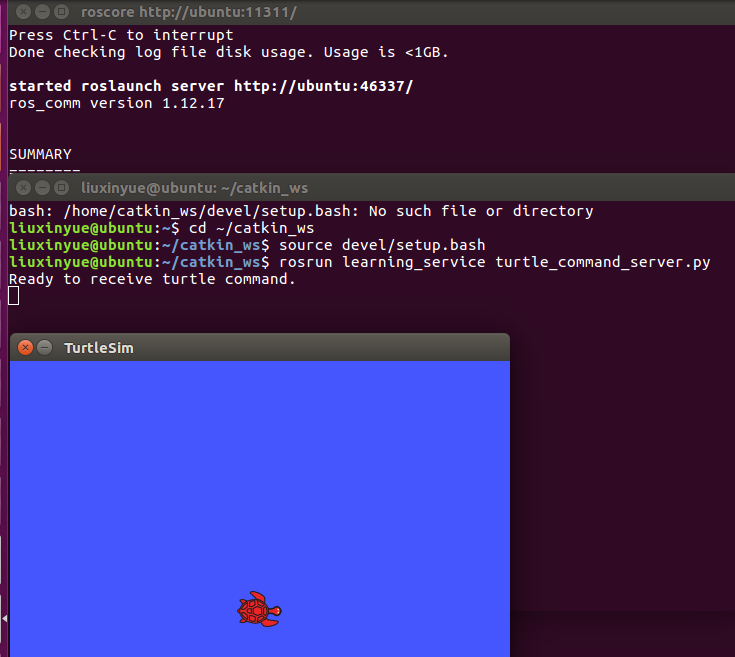 roscore http://ubuntu:11311/
Press Ctrl-C to interrupt
Done checking log file disk usage. Usage is <1GB.
started roslaunch server http://ubuntu:46337/
ros_comm version 1.12.17
SUMMARY
========
liuxinyue@ubuntu: ~/catkin_ws
bash: /home/catkin_ws/devel/setup.bash: No such file or directory
liuxinyue@ubuntu:~$ cd ~/catkin_ws
liuxinyue@ubuntu:~/catkin_ws$ source devel/setup.bash
liuxinyue@ubuntu:~/catkin_ws$ rosrun learning_service turtle_command_server.py
Ready to receive turtle command.
TurtleSim